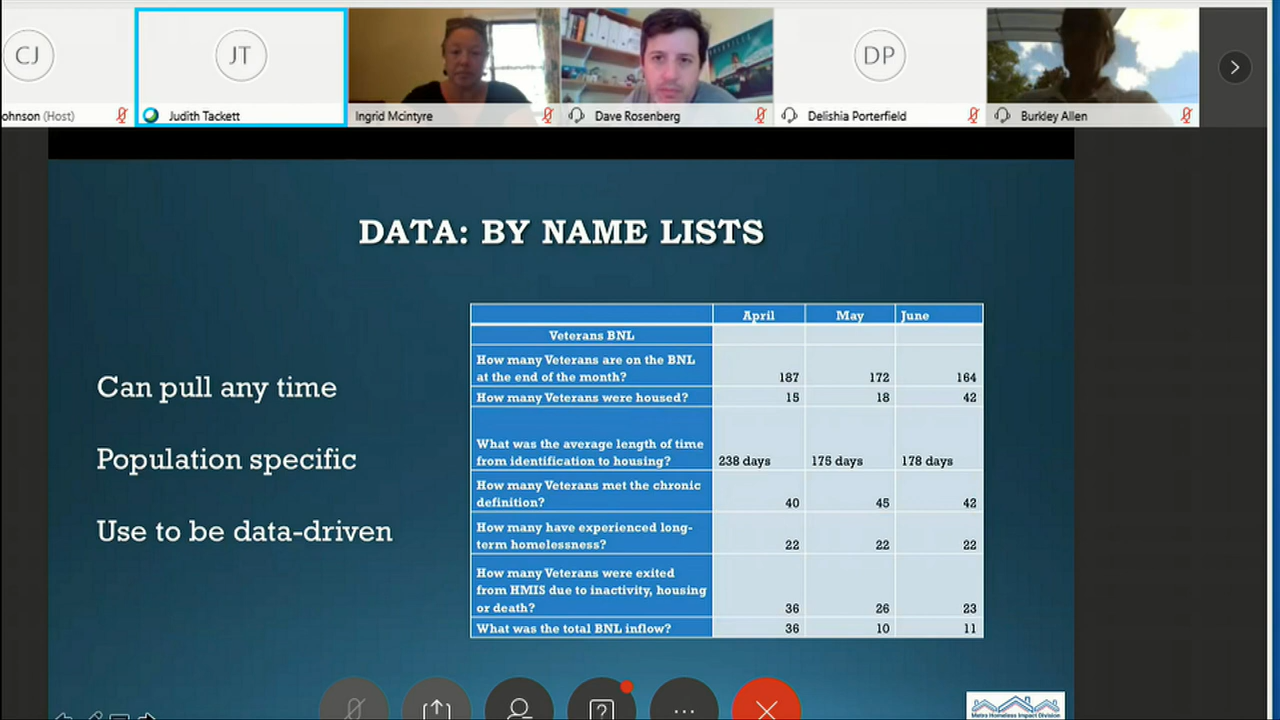 CJ
JT
DP
ohnson (Host)
Judith Tackett
Ingrid Mcintyre
Dave Rosenberg
Delishia Porterfield
Burkley Allen
DATA: BY NAME LISTS
Can pull any time
Population specific
Use to be data-driven
April May June
Veterans BNL
How many Veterans are on the BNL
at the end of the month? 187 172 164
How many Veterans were housed? 15 18 42
What was the average length of time
from identification to housing? 238 days 175 days 178 days
How many Veterans met the chronic
definition? 40 45 42
How many have experienced long-
term homelessness? 22 22 22
How many Veterans were exited
from HMIS due to inactivity, housing
or death? 36 26 23
What was the total BNL inflow? 36 10 11
Metro Homeless Impact Division